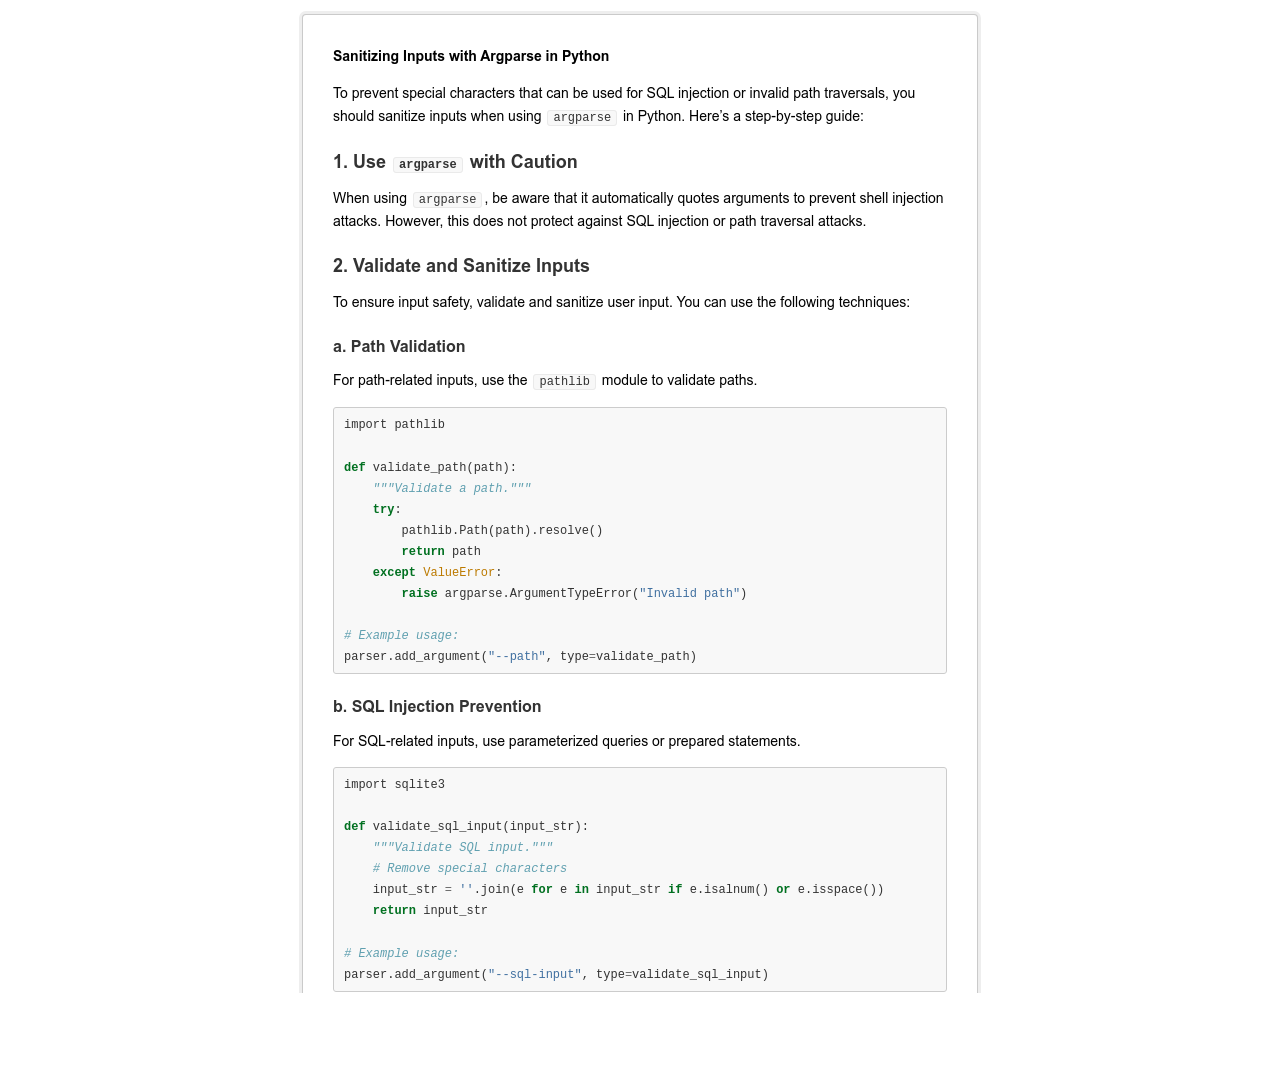 Sanitizing Inputs with Argparse in Python
To prevent special characters that can be used for SQL injection or invalid path traversals, you
should sanitize inputs when using argparse in Python. Here’s a step-by-step guide:
1. Use argparse with Caution
When using argparse, be aware that it automatically quotes arguments to prevent shell injection
attacks. However, this does not protect against SQL injection or path traversal attacks.
2. Validate and Sanitize Inputs
To ensure input safety, validate and sanitize user input. You can use the following techniques:
a. Path Validation
For path-related inputs, use the pathlib module to validate paths.
import pathlib
def validate_path(path):
    """Validate a path."""
    try:
        pathlib.Path(path).resolve()
        return path
    except ValueError:
        raise argparse.ArgumentTypeError("Invalid path")
# Example usage:
parser.add_argument("--path", type=validate_path)
b. SQL Injection Prevention
For SQL-related inputs, use parameterized queries or prepared statements.
import sqlite3
def validate_sql_input(input_str):
    """Validate SQL input."""
    # Remove special characters
    input_str = ''.join(e for e in input_str if e.isalnum() or e.isspace())
    return input_str
# Example usage:
parser.add_argument("--sql-input", type=validate_sql_input)